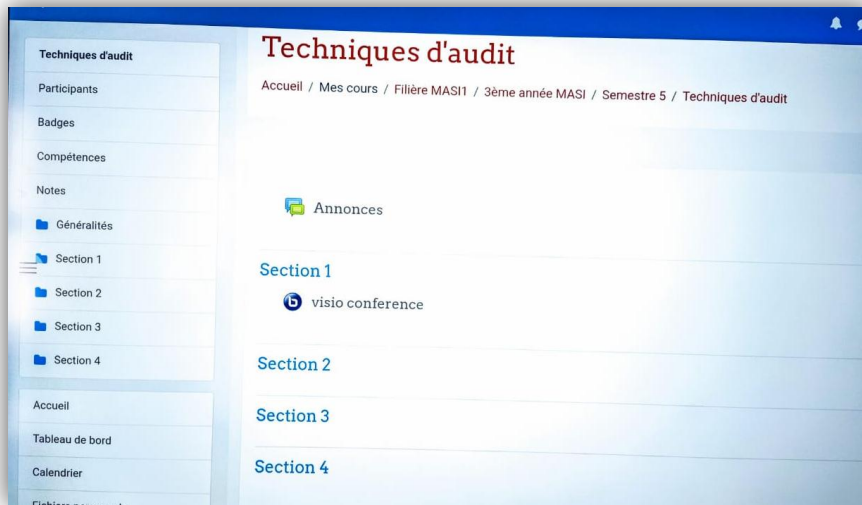 Techniques d'audit
Participants
Badges
Compétences
Notes
Généralités
Section 1
Section 2
Section 3
Section 4
Accueil
Tableau de bord
Calendrier
Techniques d'audit
Accueil / Mes cours / Filière MASI1 / 3ème année MASI / Semestre 5 / Techniques d'audit
Annonces
Section 1
visio conference
Section 2
Section 3
Section 4